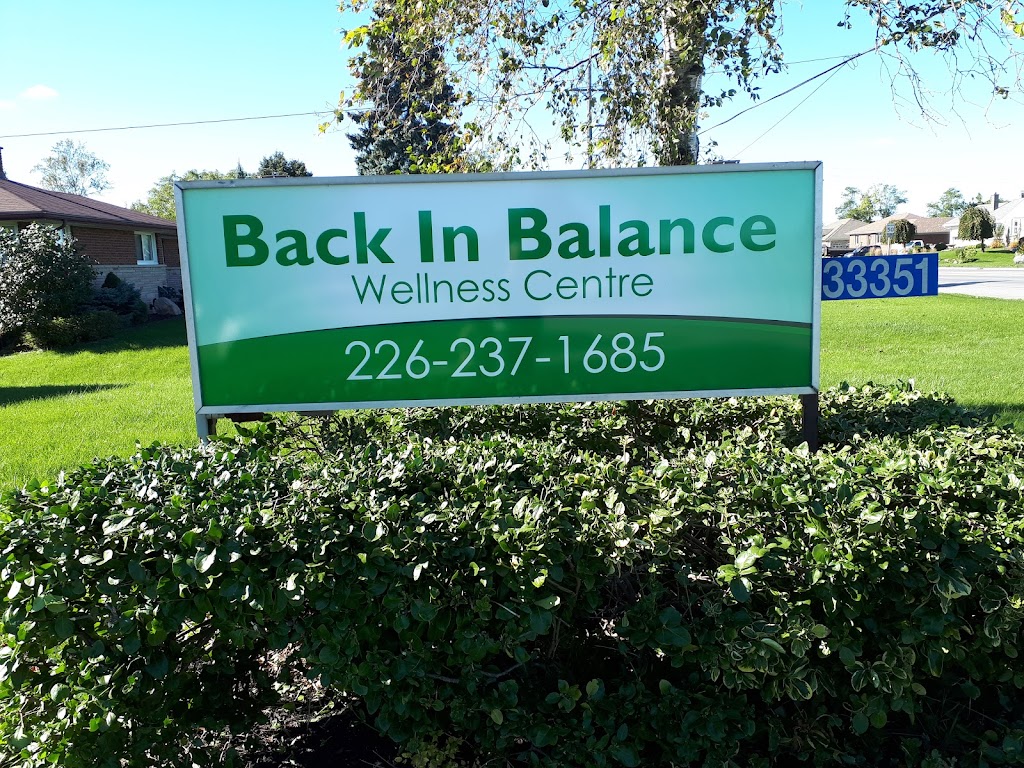 Back In Balance
Wellness Centre
226-237-1685
33351